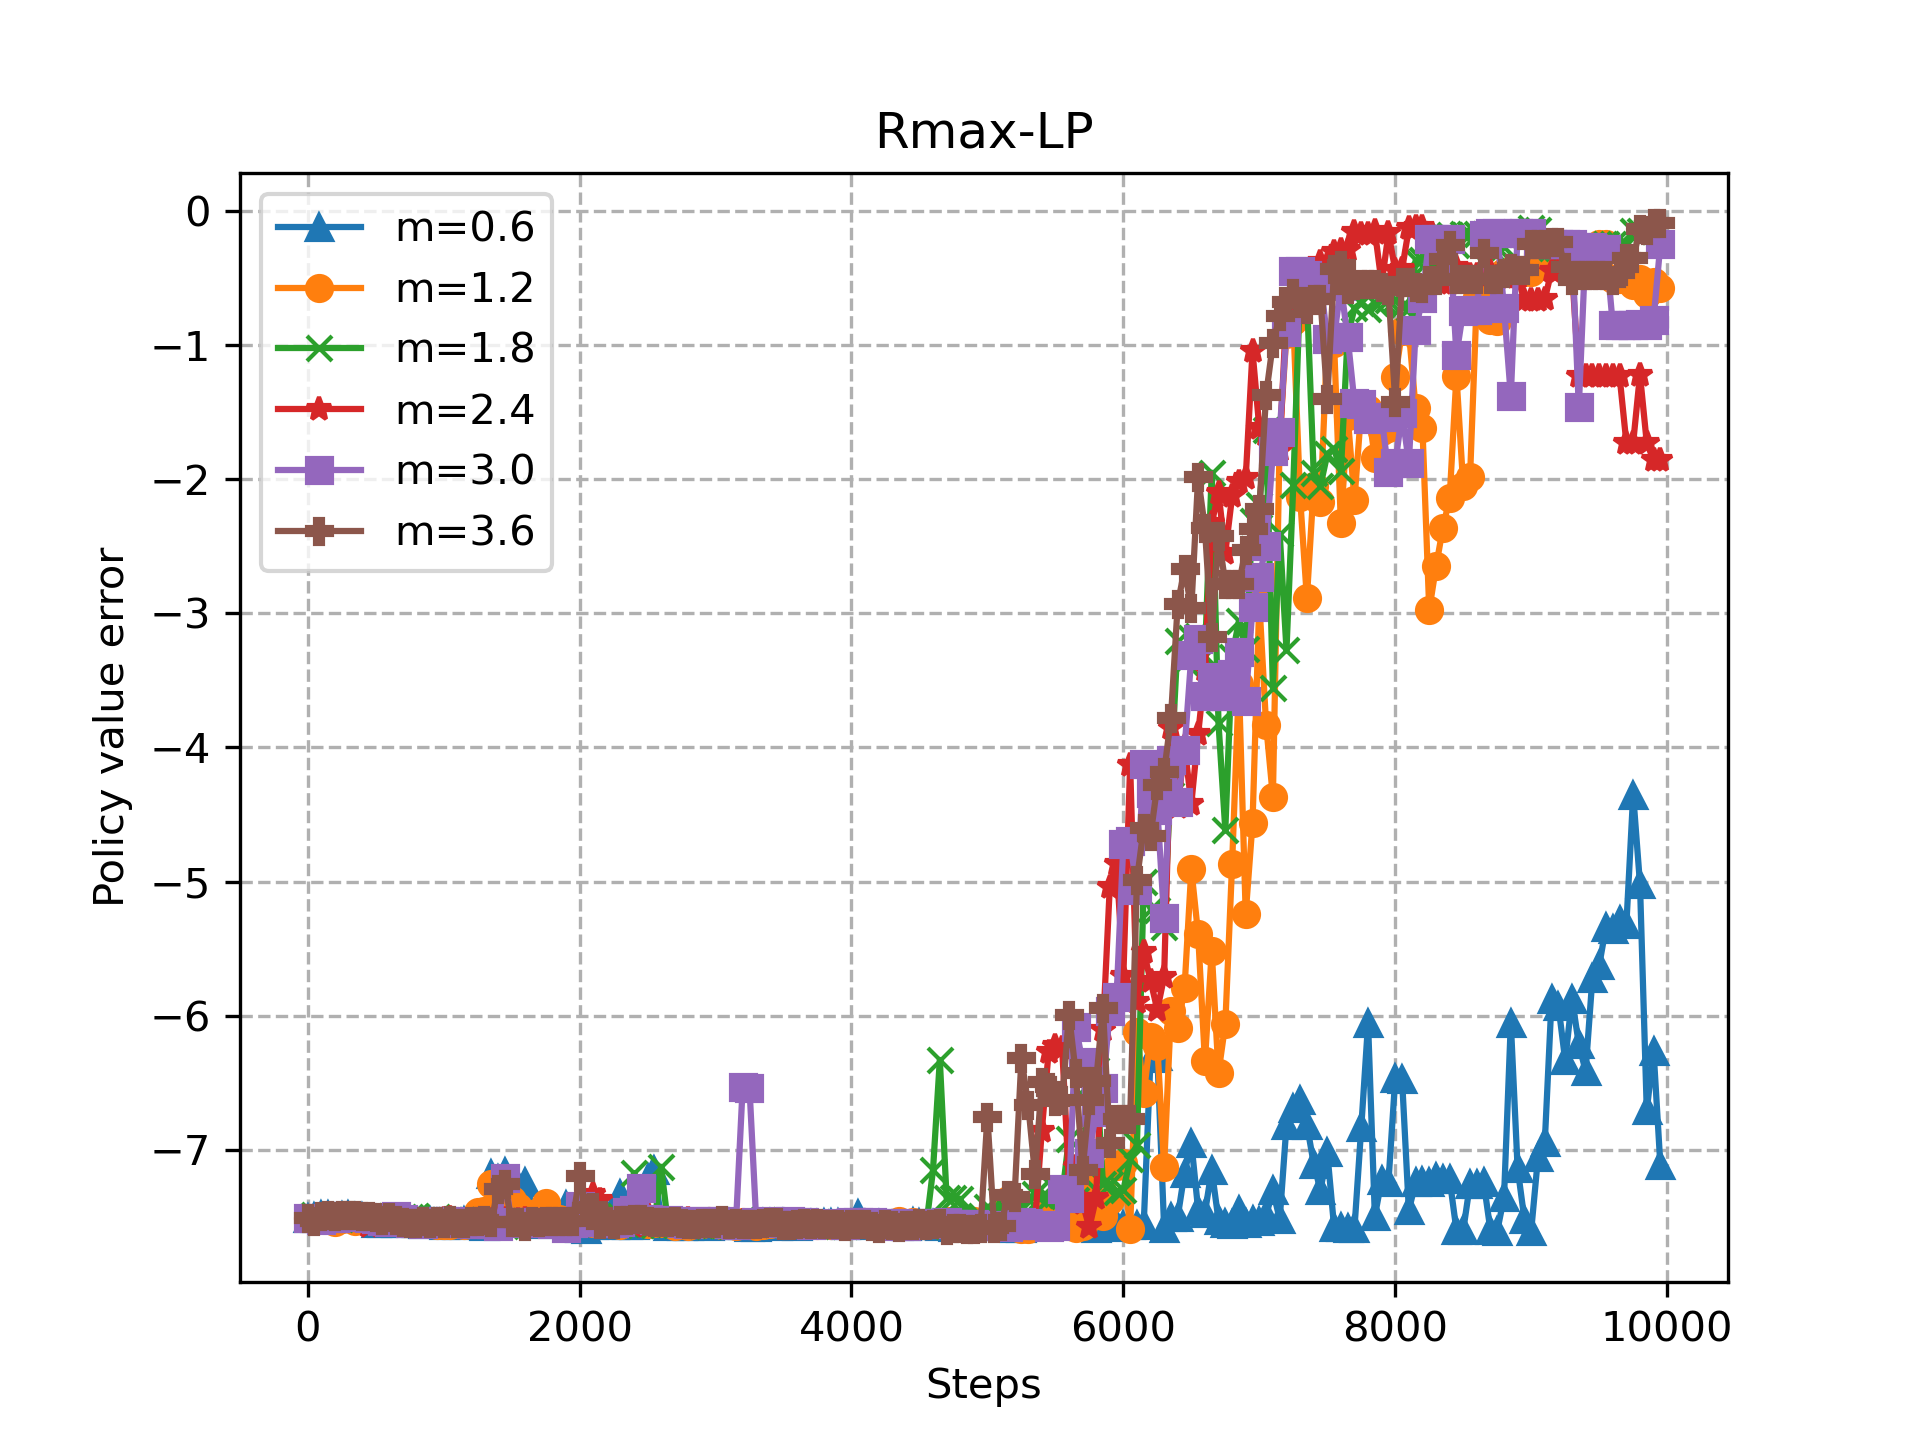 Rmax-LP
Policy value error
0
−1
−2
−3
−4
−5
−6
−7
m=0.6
m=1.2
m=1.8
m=2.4
m=3.0
m=3.6
0 2000 4000 6000 8000 10000
Steps